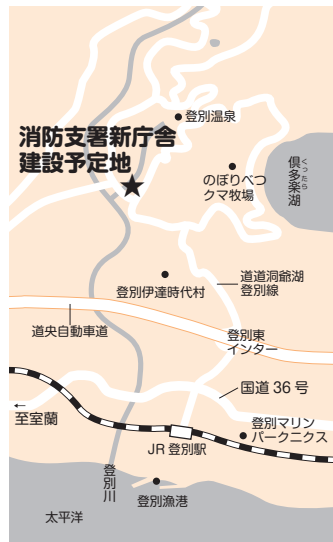 登別温泉
消防支署新庁舎
建設予定地
のぼりべつ
クマ牧場
倶多楽湖
くったら
登別伊達時代村
道道洞爺湖
登別線
道央自動車道
登別東
インター
国道36号
←
至室蘭
登別マリン
パークニクス
JR登別駅
登別川
登別漁港
太平洋